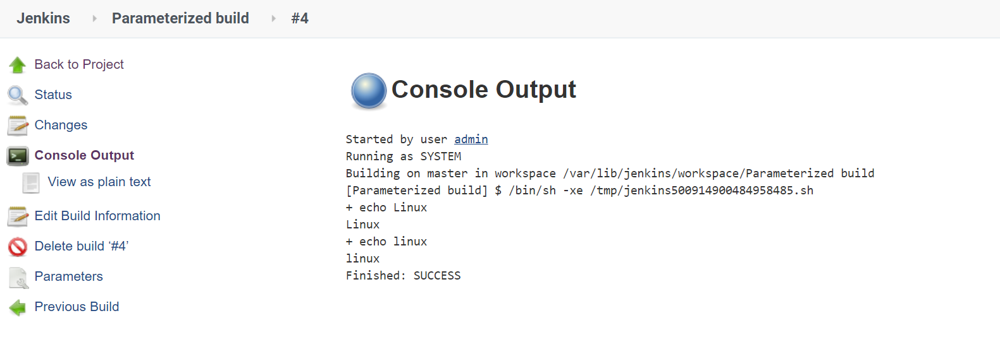 Jenkins Parameterized build #4
Back to Project
Status
Changes
Console Output
View as plain text
Edit Build Information
Delete build ‘#4’
Parameters
Previous Build
Console Output
Started by user admin
Running as SYSTEM
Building on master in workspace /var/lib/jenkins/workspace/Parameterized build
[Parameterized build] $ /bin/sh -xe /tmp/jenkins500914900484958485.sh
+ echo Linux
Linux
+ echo linux
linux
Finished: SUCCESS